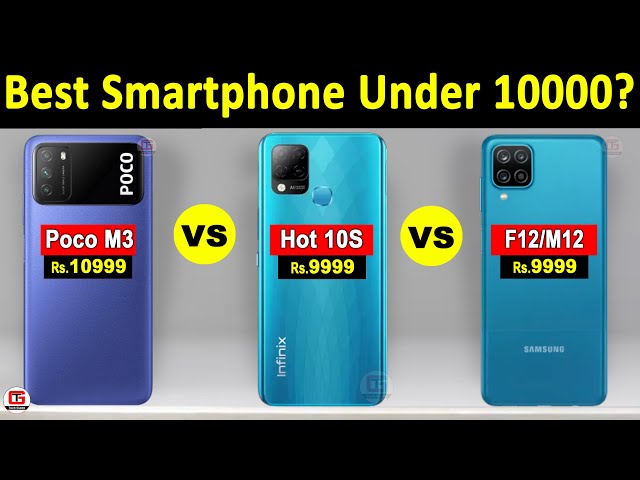 Best Smartphone Under 10000?
POCO
Poco M3
Rs.10999
VS
Hot 10S
Rs.9999
Infinix
VS
F12/M12
Rs.9999
SAMSUNG